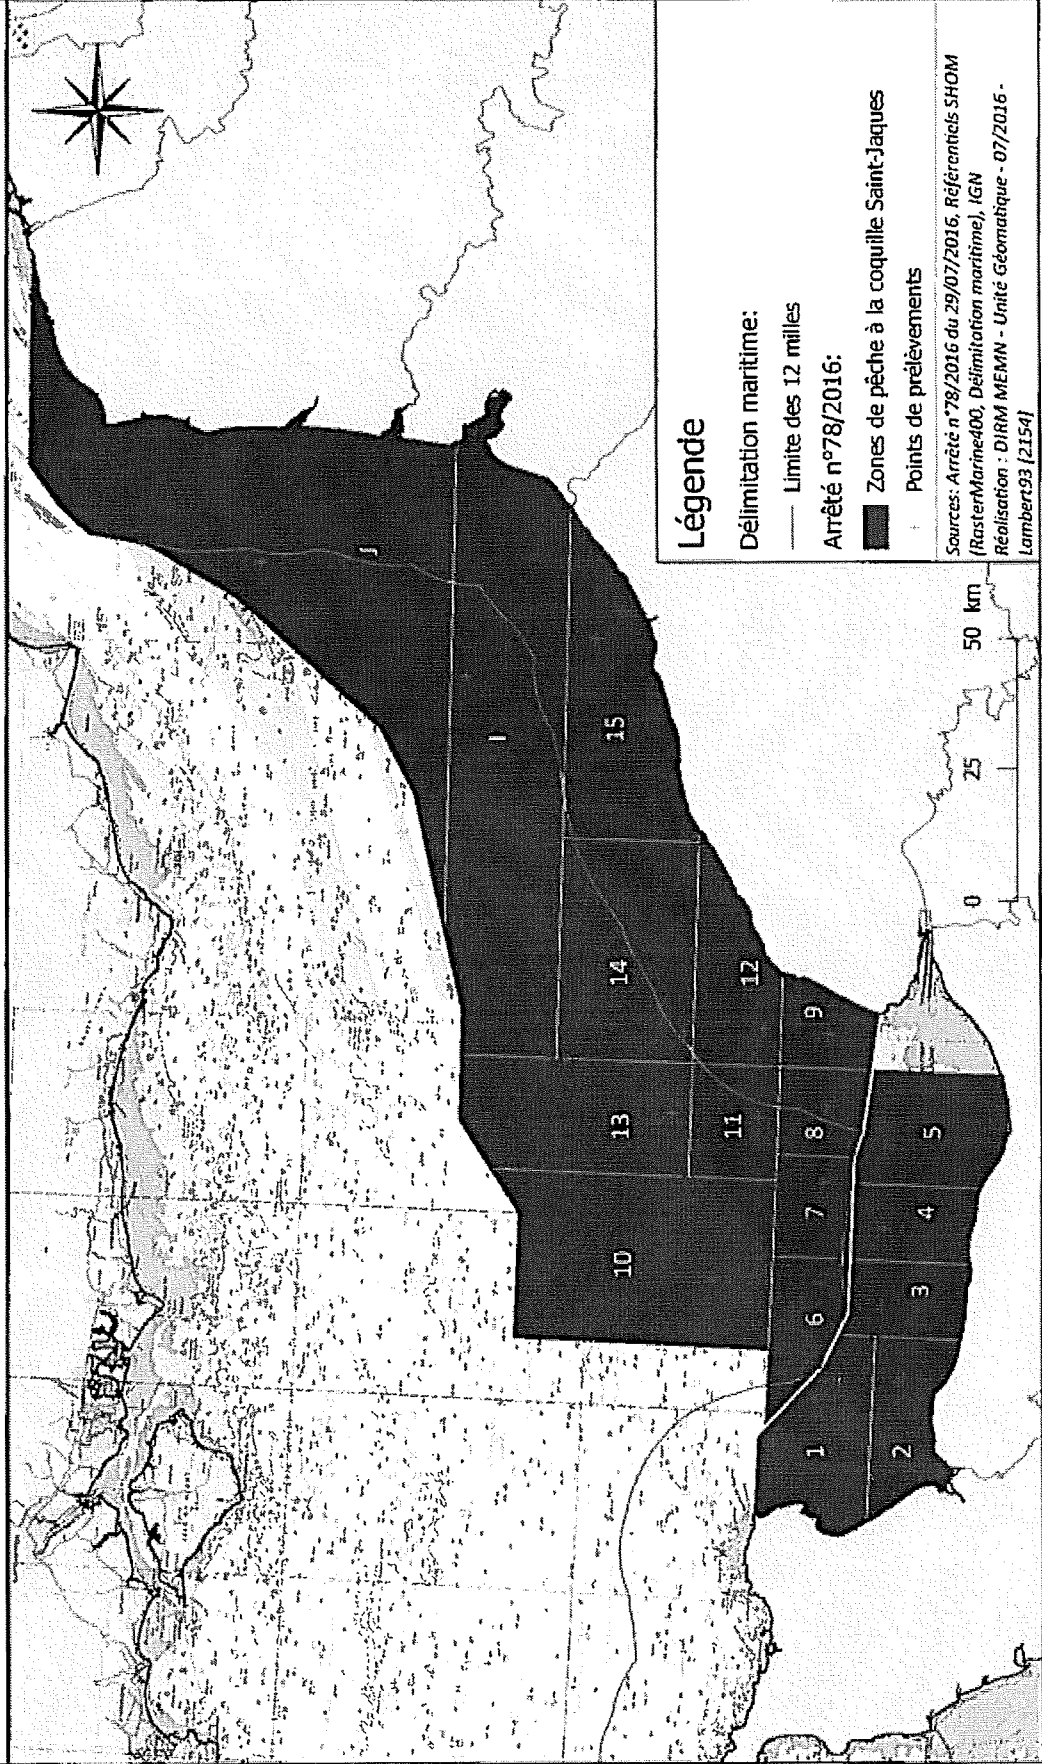 Légende
Délimitation maritime:
Limite des 12 milles
Arrêté n°78/2016:
Zones de pêche à la coquille Saint-Jaques
Points de prélèvements
Sources: Arrête n°78/2016 du 29/07/2016, Référentiels SHOM
(RasterMarine400, Délimitation maritime), IGN
Réalisation : DIRM MEMN - Unité Géomatique - 07/2016 -
Lambert93 [2154]
0 25 50 km
J
I
15
14
13
12
11
10
9
8
7
6
5
4
3
2
1